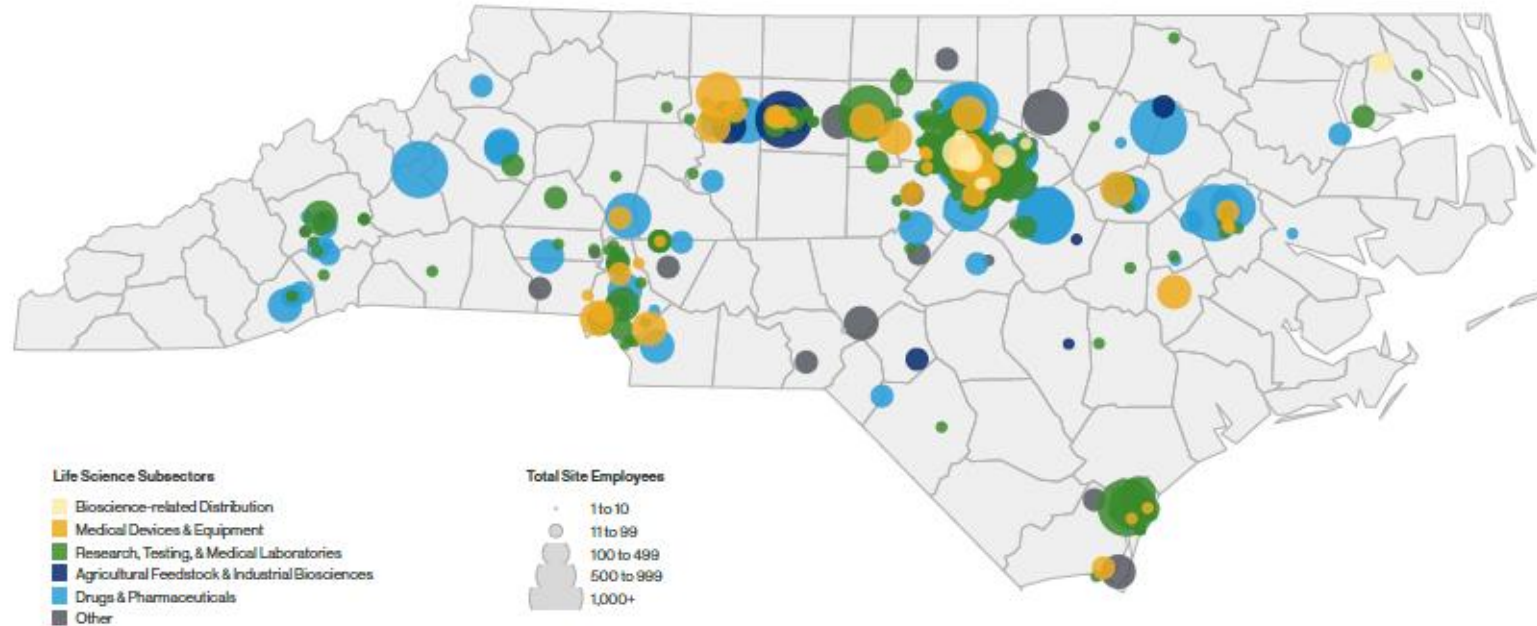 Life Science Subsectors
Bioscience-related Distribution
Medical Devices & Equipment
Research, Testing, & Medical Laboratories
Agricultural Feedstock & Industrial Biosciences
Drugs & Pharmaceuticals
Other
Total Site Employees
1 to 10
11 to 99
100 to 499
500 to 999
1,000+